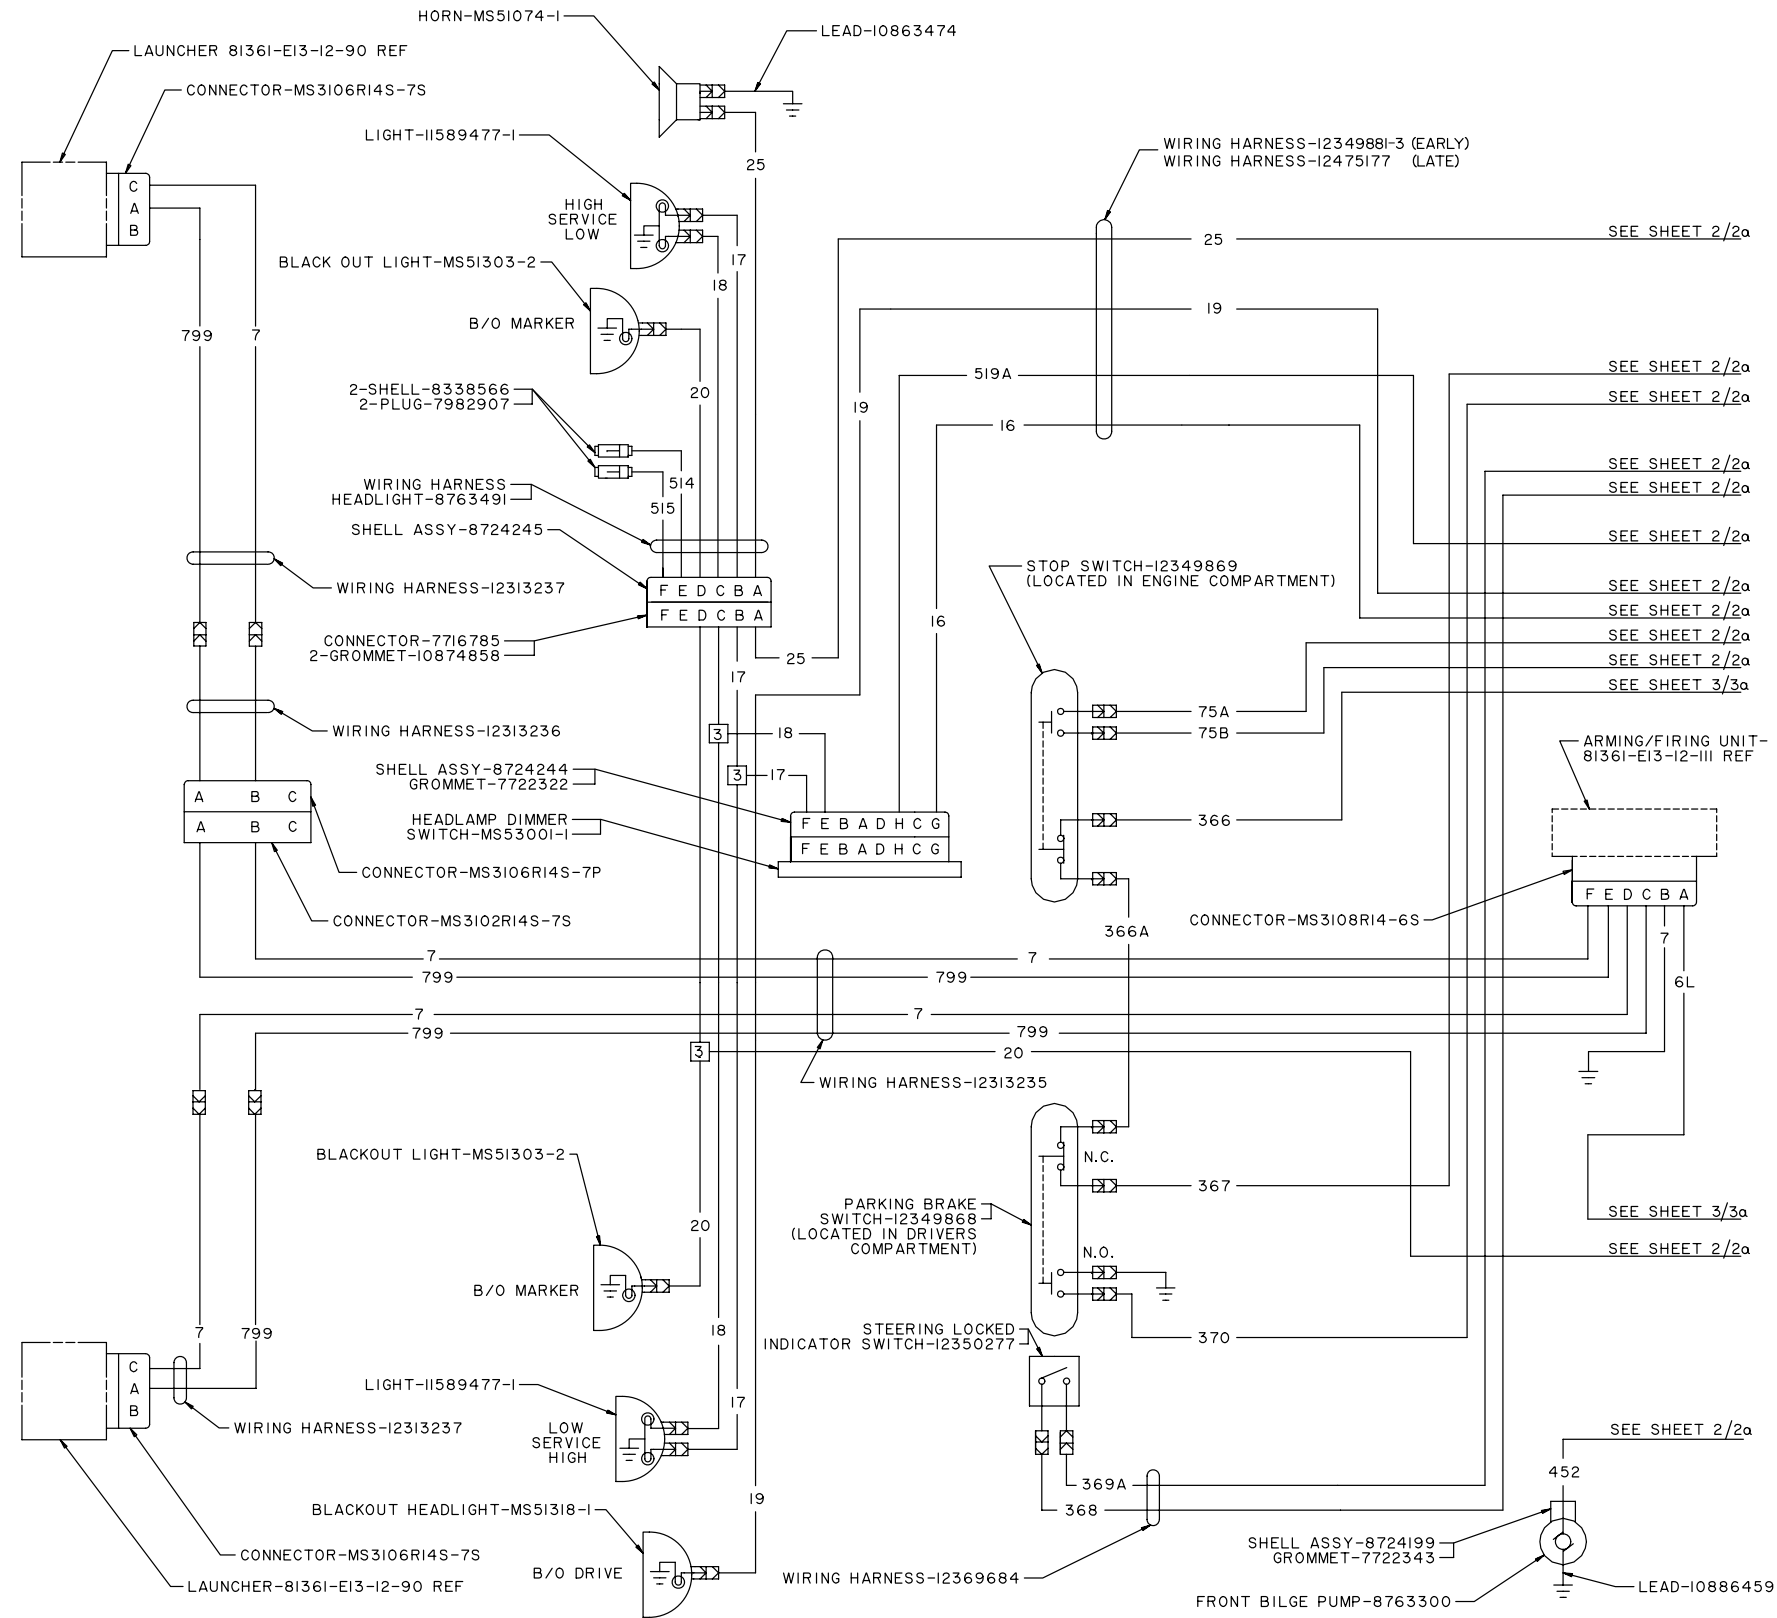 HORN-MS51074-1
LEAD-10863474
LAUNCHER 81361-E13-12-90 REF
CONNECTOR-MS3106R14S-7S
LIGHT-11589477-1
WIRING HARNESS-12349881-3 (EARLY)
WIRING HARNESS-12475177 (LATE)
25
C
A
B
HIGH
SERVICE
LOW
17
18
25
SEE SHEET 2/2a
BLACK OUT LIGHT-MS51303-2
B/O MARKER
799
7
19
SEE SHEET 2/2a
519A
2-SHELL-8338566
2-PLUG-7982907
20
19
SEE SHEET 2/2a
16
SEE SHEET 2/2a
WIRING HARNESS
HEADLIGHT-8763491
514
515
SEE SHEET 2/2a
SHELL ASSY-8724245
SEE SHEET 2/2a
STOP SWITCH-12349869
(LOCATED IN ENGINE COMPARTMENT)
WIRING HARNESS-12313237
F E D C B A
F E D C B A
SEE SHEET 2/2a
SEE SHEET 2/2a
16
CONNECTOR-7716785
2-GROMMET-10874858
25
SEE SHEET 2/2a
SEE SHEET 2/2a
17
SEE SHEET 3/3a
75A
75B
WIRING HARNESS-12313236
3
18
ARMING/FIRING UNIT-
81361-E13-12-111 REF
SHELL ASSY-8724244
GROMMET-7722322
3
17
A B C
A B C
HEADLAMP DIMMER
SWITCH-MS53001-1
F E B A D H C G
F E B A D H C G
366
CONNECTOR-MS3106R14S-7P
F E D C B A
CONNECTOR-MS3102R14S-7S
CONNECTOR-MS3108R14-6S
366A
7
7
7
799
799
6L
7
7
799
799
3
20
WIRING HARNESS-12313235
BLACKOUT LIGHT-MS51303-2
N.C.
367
PARKING BRAKE
SWITCH-12349868
(LOCATED IN DRIVERS
COMPARTMENT)
SEE SHEET 3/3a
20
N.O.
SEE SHEET 2/2a
B/O MARKER
7
799
18
STEERING LOCKED
INDICATOR SWITCH-12350277
370
C
A
B
LIGHT-11589477-1
17
WIRING HARNESS-12313237
LOW
SERVICE
HIGH
SEE SHEET 2/2a
452
369A
368
19
BLACKOUT HEADLIGHT-MS51318-1
SHELL ASSY-8724199
GROMMET-7722343
CONNECTOR-MS3106R14S-7S
B/O DRIVE
WIRING HARNESS-12369684
LAUNCHER-81361-E13-12-90 REF
LEAD-10886459
FRONT BILGE PUMP-8763300